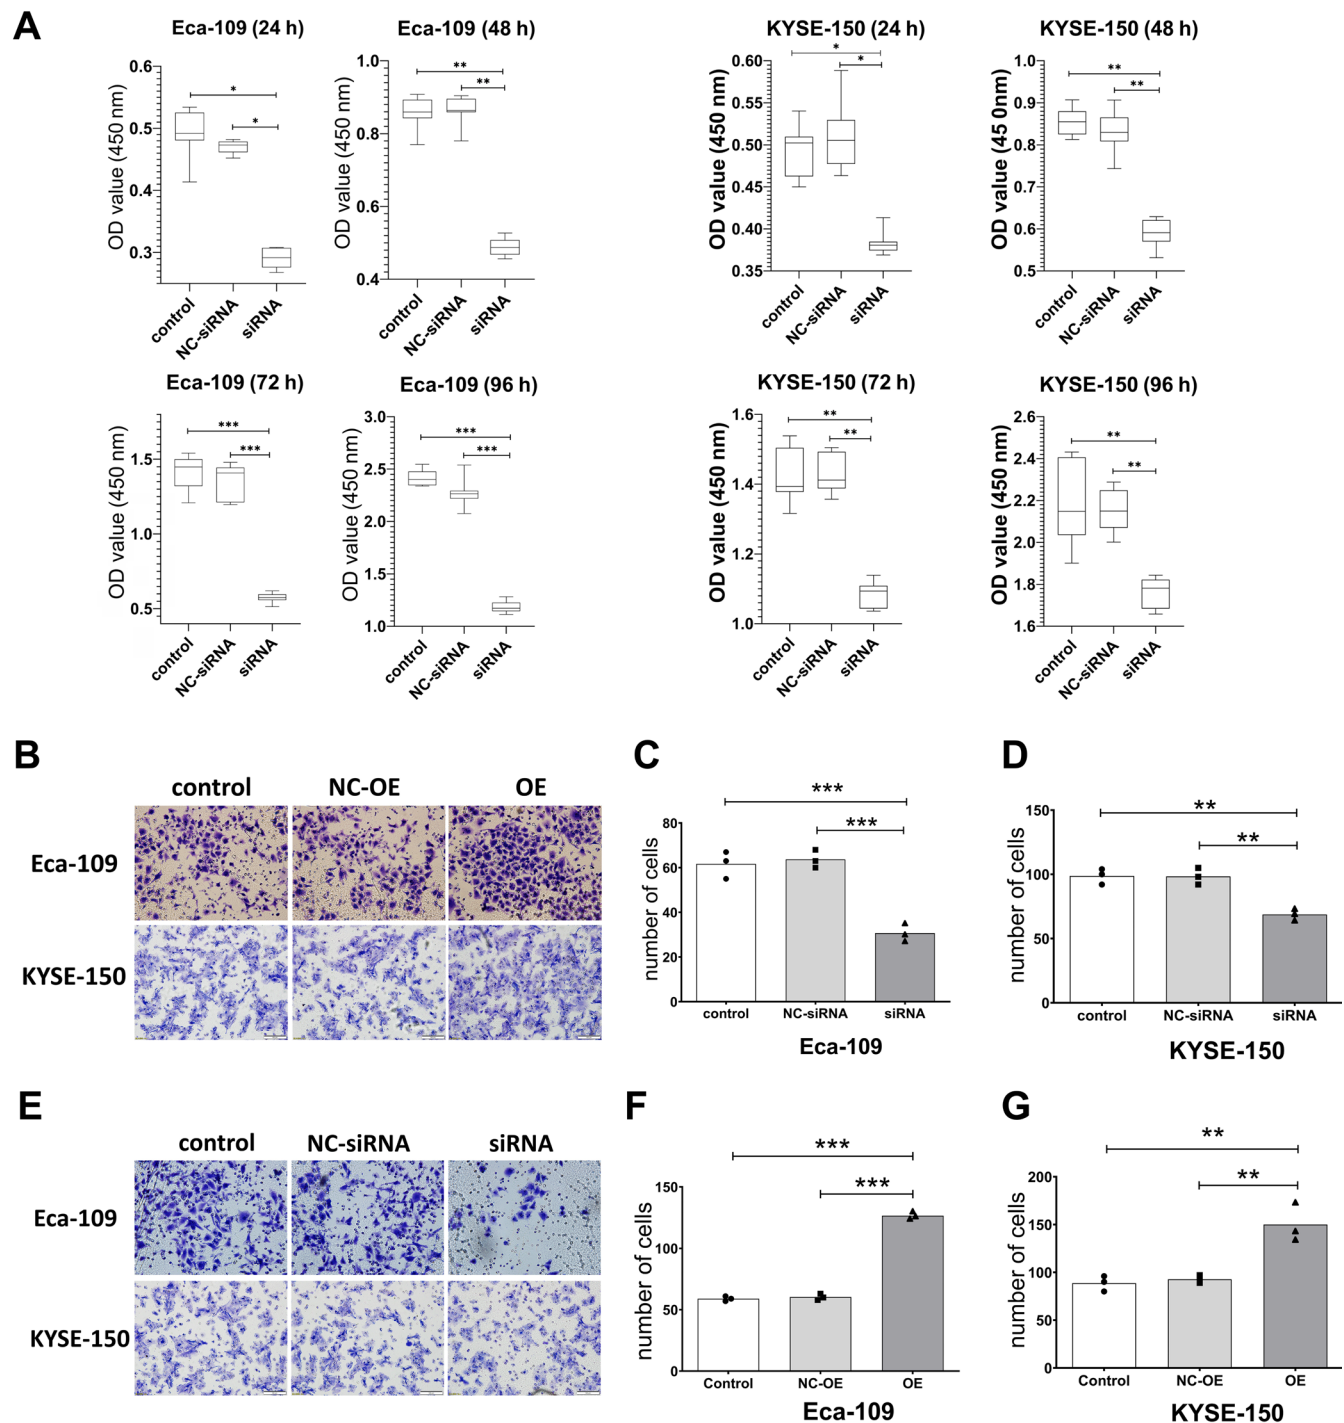 A
Eca-109 (24 h)
OD value (450 nm)
0.6
0.5
0.4
0.3
*
*
control
NC-siRNA
siRNA
Eca-109 (48 h)
OD value (450 nm)
1.0
0.8
0.6
0.4
**
**
control
NC-siRNA
siRNA
KYSE-150 (24 h)
OD value (450 nm)
0.60
0.55
0.50
0.45
0.40
0.35
*
*
control
NC-siRNA
siRNA
KYSE-150 (48 h)
OD value (45 0nm)
1.0
0.9
0.8
0.7
0.6
0.5
**
**
control
NC-siRNA
siRNA
Eca-109 (72 h)
OD value (450 nm)
1.5
1.0
0.5
***
***
control
NC-siRNA
siRNA
Eca-109 (96 h)
OD value (450 nm)
3.0
2.5
2.0
1.5
1.0
***
***
control
NC-siRNA
siRNA
KYSE-150 (72 h)
OD value (450 nm)
1.6
1.4
1.2
1.0
**
**
control
NC-siRNA
siRNA
KYSE-150 (96 h)
OD value (450 nm)
2.6
2.4
2.2
2.0
1.8
1.6
**
**
control
NC-siRNA
siRNA
B
control NC-OE OE
Eca-109
KYSE-150
C
number of cells
80
60
40
20
0
***
***
control NC-siRNA siRNA
Eca-109
D
number of cells
150
100
50
0
**
**
control NC-siRNA siRNA
KYSE-150
E
control NC-siRNA siRNA
Eca-109
KYSE-150
F
number of cells
150
100
50
0
***
***
Control NC-OE OE
Eca-109
G
number of cells
200
150
100
50
0
**
**
Control NC-OE OE
KYSE-150